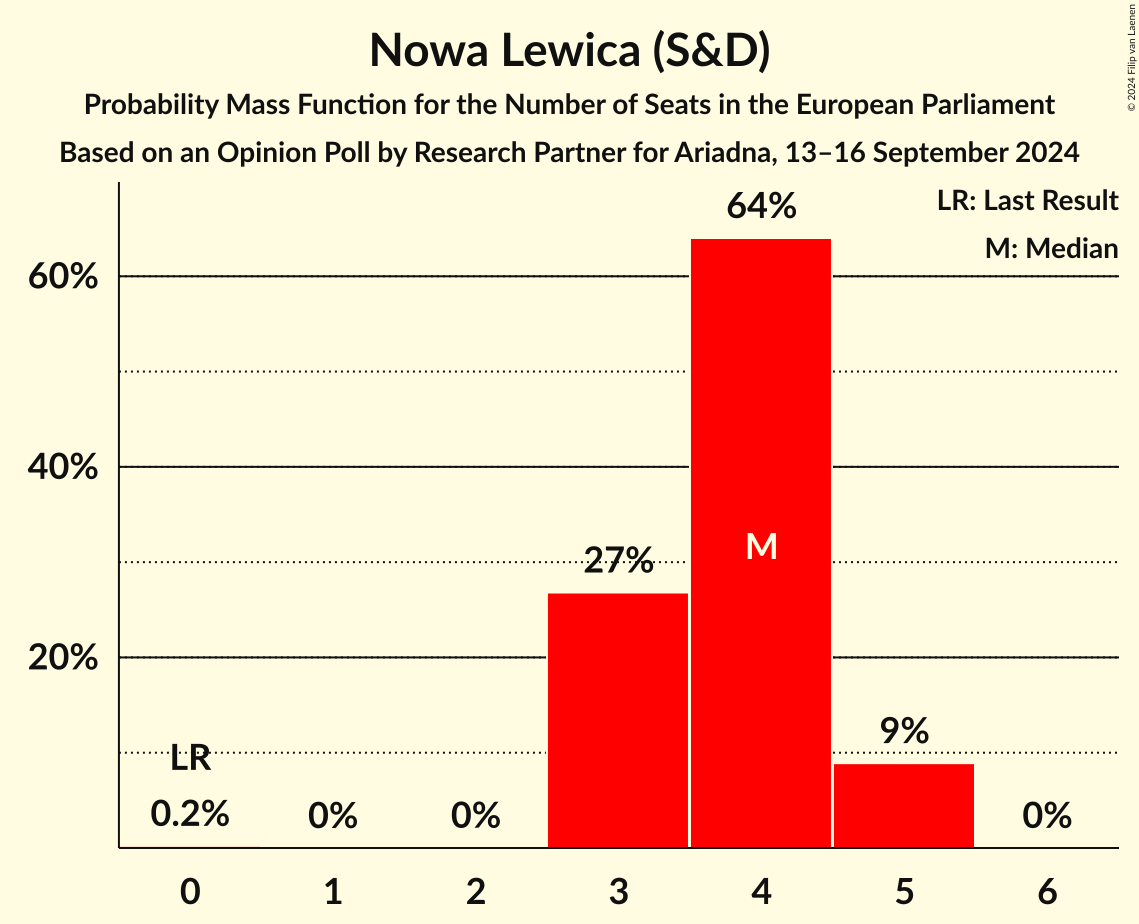 Nowa Lewica (S&D)
Probability Mass Function for the Number of Seats in the European Parliament
Based on an Opinion Poll by Research Partner for Ariadna, 13–16 September 2024
© 2024 Filip van Laenen
LR: Last Result
M: Median
64%
60%
40%
M
27%
20%
9%
LR
0.2%
0%
0%
0%
0 1 2 3 4 5 6